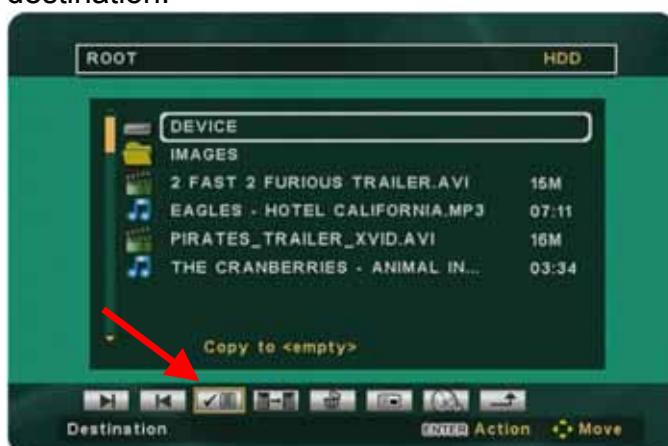 destination.
ROOT HDD
DEVICE
IMAGES
2 FAST 2 FURIOUS TRAILER.AVI 15M
EAGLES - HOTEL CALIFORNIA.MP3 07:11
PIRATES_TRAILER_XVID.AVI 16M
THE CRANBERRIES - ANIMAL IN... 03:34
Copy to <empty>
Destination ENTER Action Move